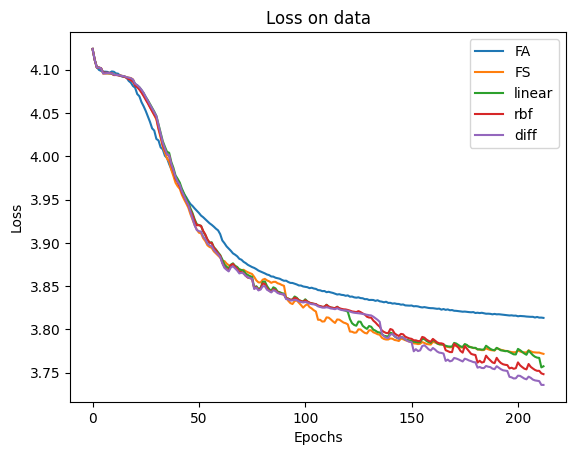 Loss on data
FA
FS
linear
rbf
diff
4.10
4.05
4.00
3.95
3.90
3.85
3.80
3.75
Loss
0 50 100 150 200
Epochs